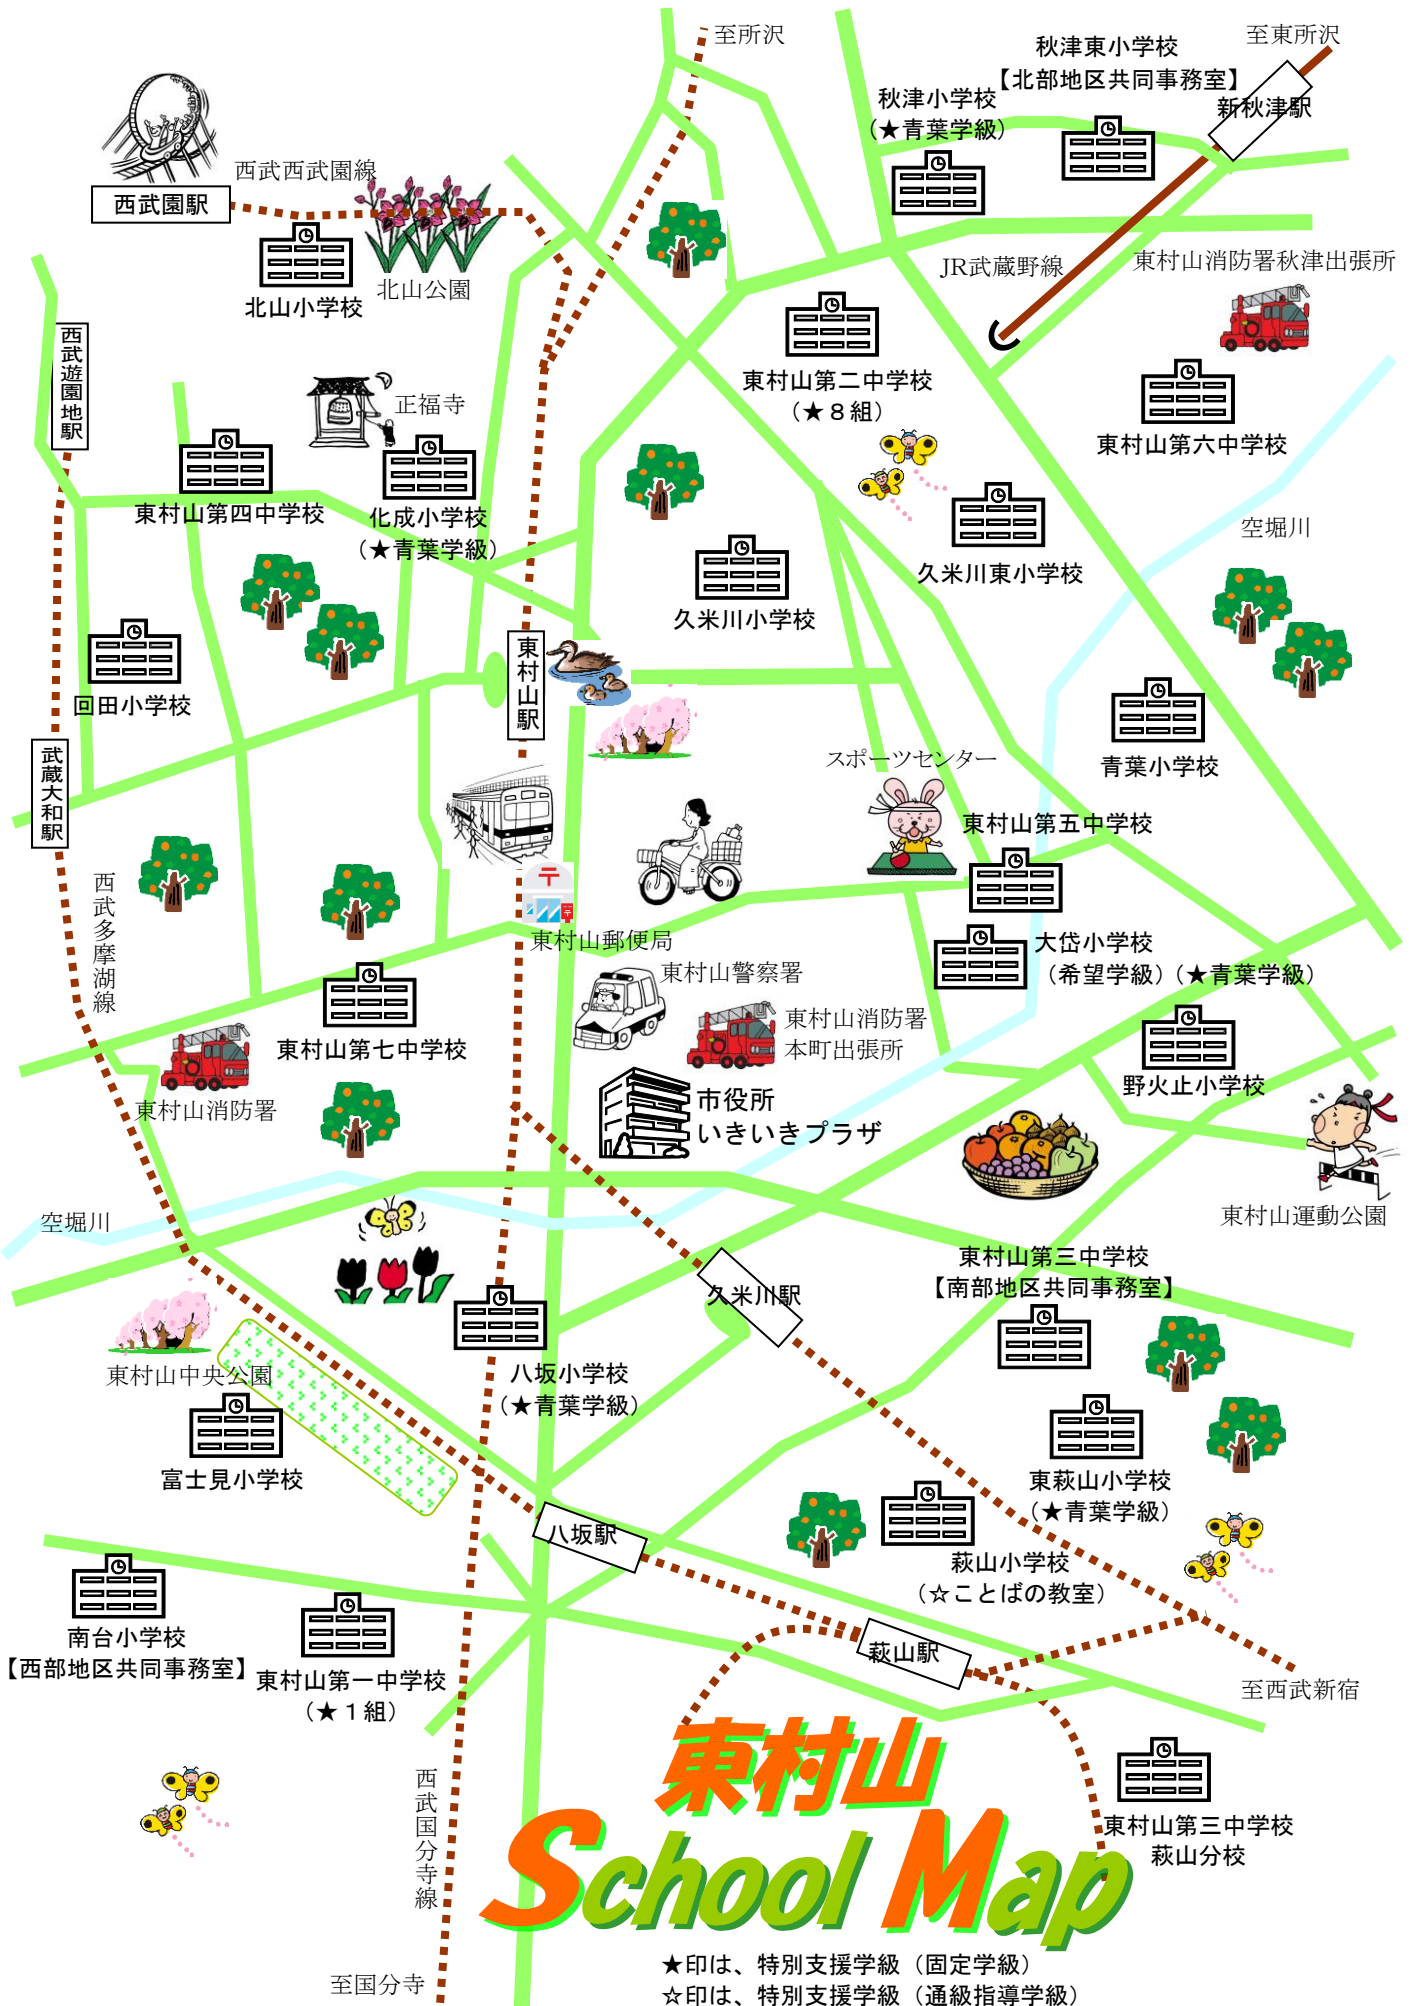 至所沢
秋津東小学校
【北部地区共同事務室】
至東所沢
秋津小学校
(★青葉学級)
新秋津駅
西武西武園線
西武園駅
北山公園
北山小学校
JR武蔵野線
東村山消防署秋津出張所
西武遊園地駅
正福寺
東村山第二中学校
(★８組)
東村山第六中学校
東村山第四中学校
化成小学校
(★青葉学級)
空堀川
久米川東小学校
久米川小学校
東村山駅
回田小学校
武蔵大和駅
スポーツセンター
青葉小学校
東村山第五中学校
西武多摩湖線
東村山郵便局
大岱小学校
(希望学級)(★青葉学級)
東村山警察署
東村山消防署
本町出張所
東村山第七中学校
東村山消防署
野火止小学校
市役所
いきいきプラザ
空堀川
東村山運動公園
東村山第三中学校
【南部地区共同事務室】
久米川駅
東村山中央公園
八坂小学校
(★青葉学級)
富士見小学校
東萩山小学校
(★青葉学級)
八坂駅
萩山小学校
(☆ことばの教室)
南台小学校
【西部地区共同事務室】
東村山第一中学校
(★１組)
萩山駅
至西武新宿
西武国分寺線
東村山
School Map
東村山第三中学校
萩山分校
至国分寺
★印は、特別支援学級（固定学級）
☆印は、特別支援学級（通級指導学級）